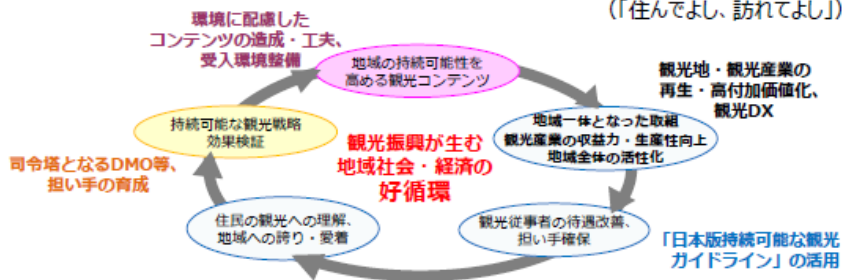 (「住んでよし、訪れてよし」)
環境に配慮した
コンテンツの造成・工夫、
受入環境整備
地域の持続可能性を
高める観光コンテンツ
観光地・観光産業の
再生・高付加価値化、
観光DX
持続可能な観光戦略
効果検証
観光振興が生む
地域社会・経済の
好循環
地域一体となった取組
観光産業の収益力・生産性向上
地域全体の活性化
司令塔となるDMO等、
担い手の育成
住民の観光への理解、
地域への誇り・愛着
観光従事者の待遇改善、
担い手確保
「日本版持続可能な観光
ガイドライン」の活用